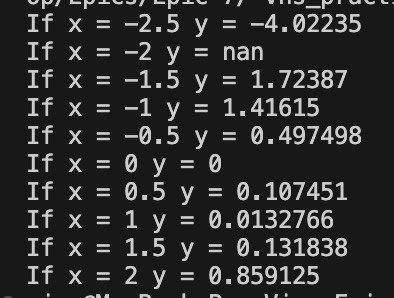 If x = -2.5 y = -4.02235
If x = -2 y = nan
If x = -1.5 y = 1.72387
If x = -1 y = 1.41615
If x = -0.5 y = 0.497498
If x = 0 y = 0
If x = 0.5 y = 0.107451
If x = 1 y = 0.0132766
If x = 1.5 y = 0.131838
If x = 2 y = 0.859125